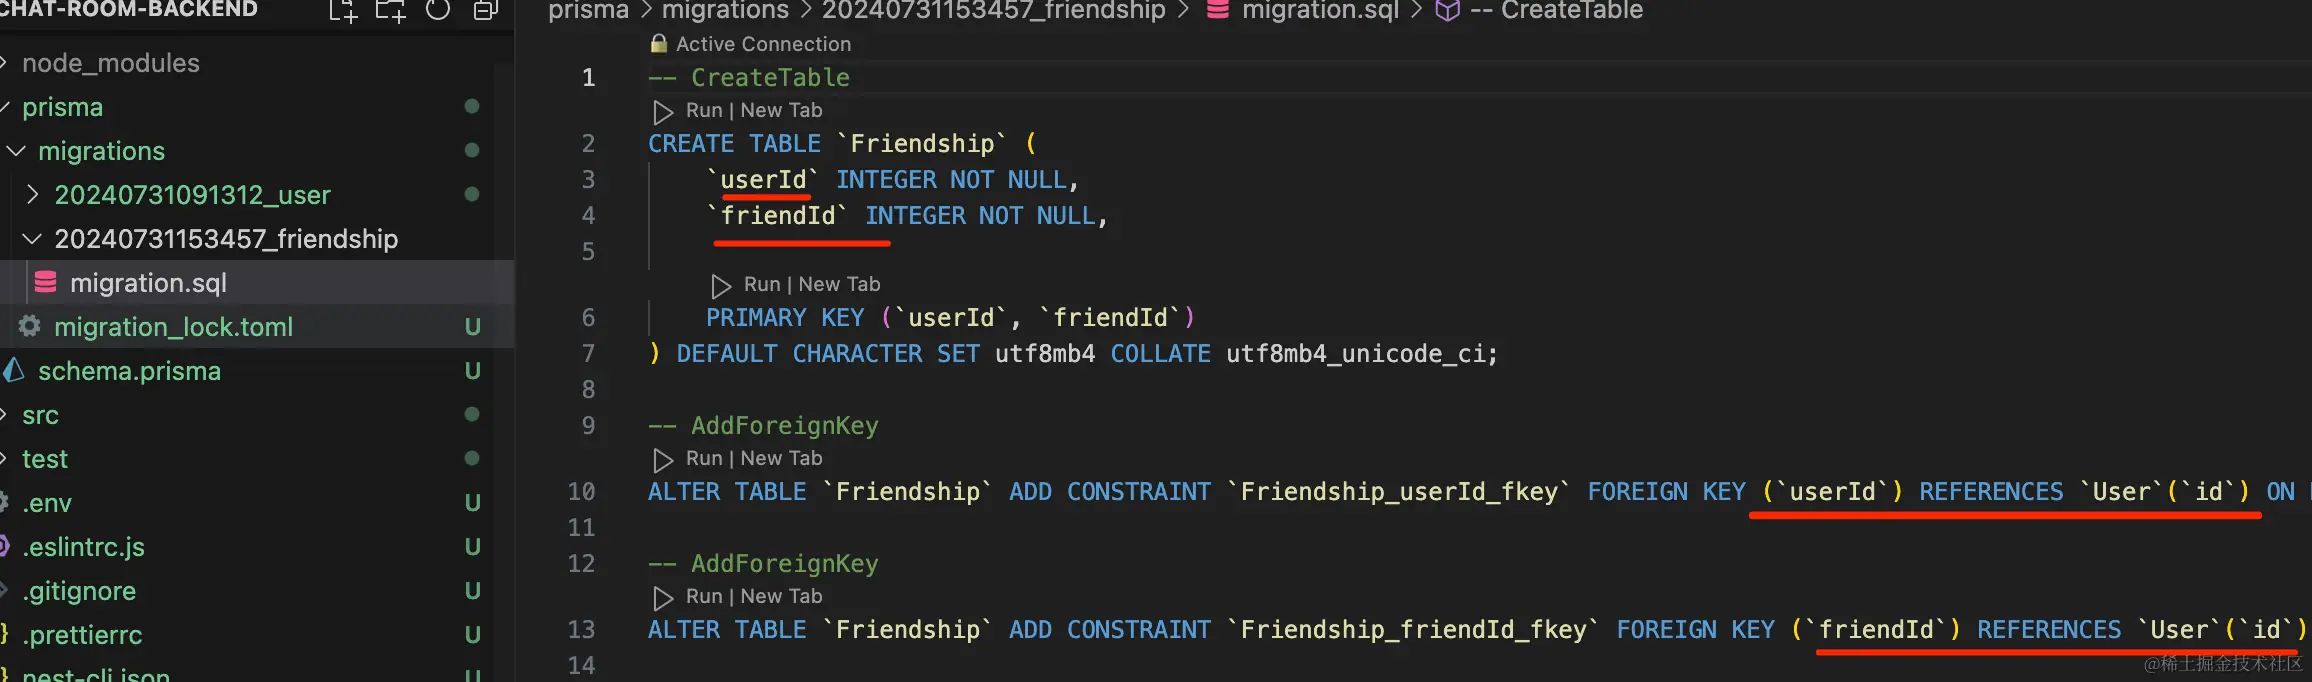 CHAT-ROOM-BACKEND
node_modules
prisma
migrations
20240731091312_user
20240731153457_friendship
migration.sql
migration_lock.toml U
schema.prisma U
src
test
.env U
.eslintrc.js U
.gitignore U
.prettierrc U
nest-cli.json U
prisma > migrations > 20240731153457_friendship > migration.sql > -- CreateTable
Active Connection
1 -- CreateTable
Run | New Tab
2 CREATE TABLE `Friendship` (
3 `userId` INTEGER NOT NULL,
4 `friendId` INTEGER NOT NULL,
5
Run | New Tab
6 PRIMARY KEY (`userId`, `friendId`)
7 ) DEFAULT CHARACTER SET utf8mb4 COLLATE utf8mb4_unicode_ci;
8
9 -- AddForeignKey
Run | New Tab
10 ALTER TABLE `Friendship` ADD CONSTRAINT `Friendship_userId_fkey` FOREIGN KEY (`userId`) REFERENCES `User`(`id`) ON
11
12 -- AddForeignKey
Run | New Tab
13 ALTER TABLE `Friendship` ADD CONSTRAINT `Friendship_friendId_fkey` FOREIGN KEY (`friendId`) REFERENCES `User`(`id`)
14
@稀土掘金技术社区